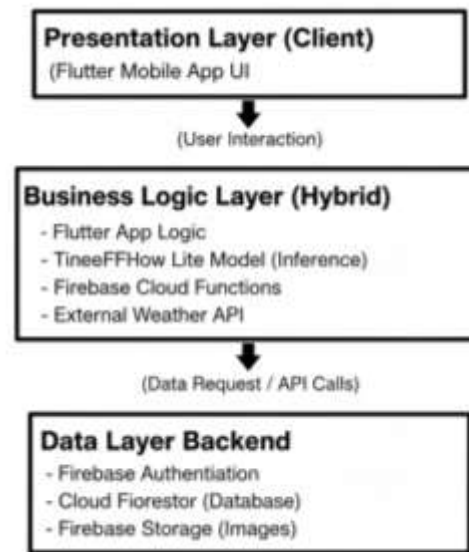 Presentation Layer (Client)
(Flutter Mobile App UI
(User Interaction)
Business Logic Layer (Hybrid)
- Flutter App Logic
- TineeFFHow Lite Model (Inference)
- Firebase Cloud Functions
- External Weather API
(Data Request / API Calls)
Data Layer Backend
- Firebase Authentiation
- Cloud Fiorestor (Database)
- Firebase Storage (Images)